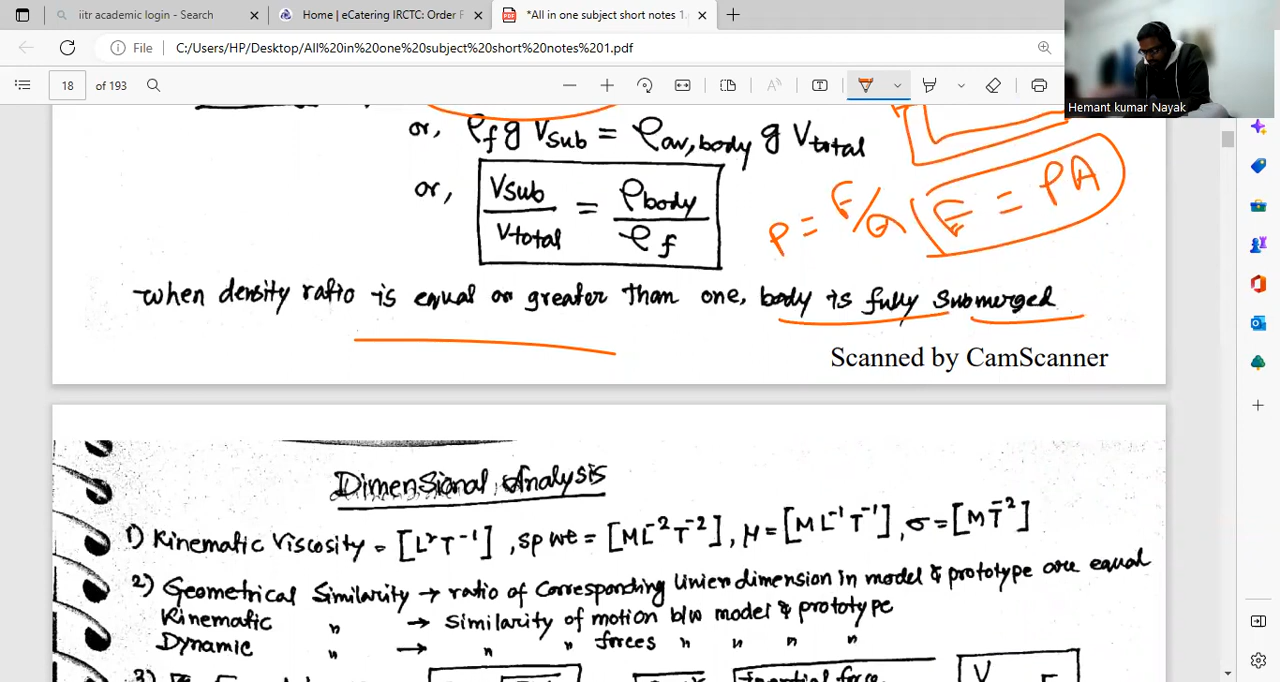 iitr academic login - Search
Home | eCatering IRCTC: Order F
*All in one subject short notes 1.p
File
C:/Users/HP/Desktop/All%20in%20one%20subject%20short%20notes%201.pdf
18 of 193
Hemant kumar Nayak
or, ρf g Vsub = ρav,body g Vtotal
or, Vsub/Vtotal = ρbody/ρf
P = F/A
F = PA
when density ratio is equal or greater than one, body is fully submerged
Scanned by CamScanner
Dimensional Analysis
1) Kinematic Viscosity = [L²T⁻¹], sp wt = [ML⁻²T⁻²], μ = [ML⁻¹T⁻¹], σ = [MT⁻²]
2) Geometrical Similarity → ratio of corresponding linier dimension in model & prototype are equal
Kinematic " → Similarity of motion b/w model & prototype
Dynamic " → " " forces " " " "
3)
Inertial force
V